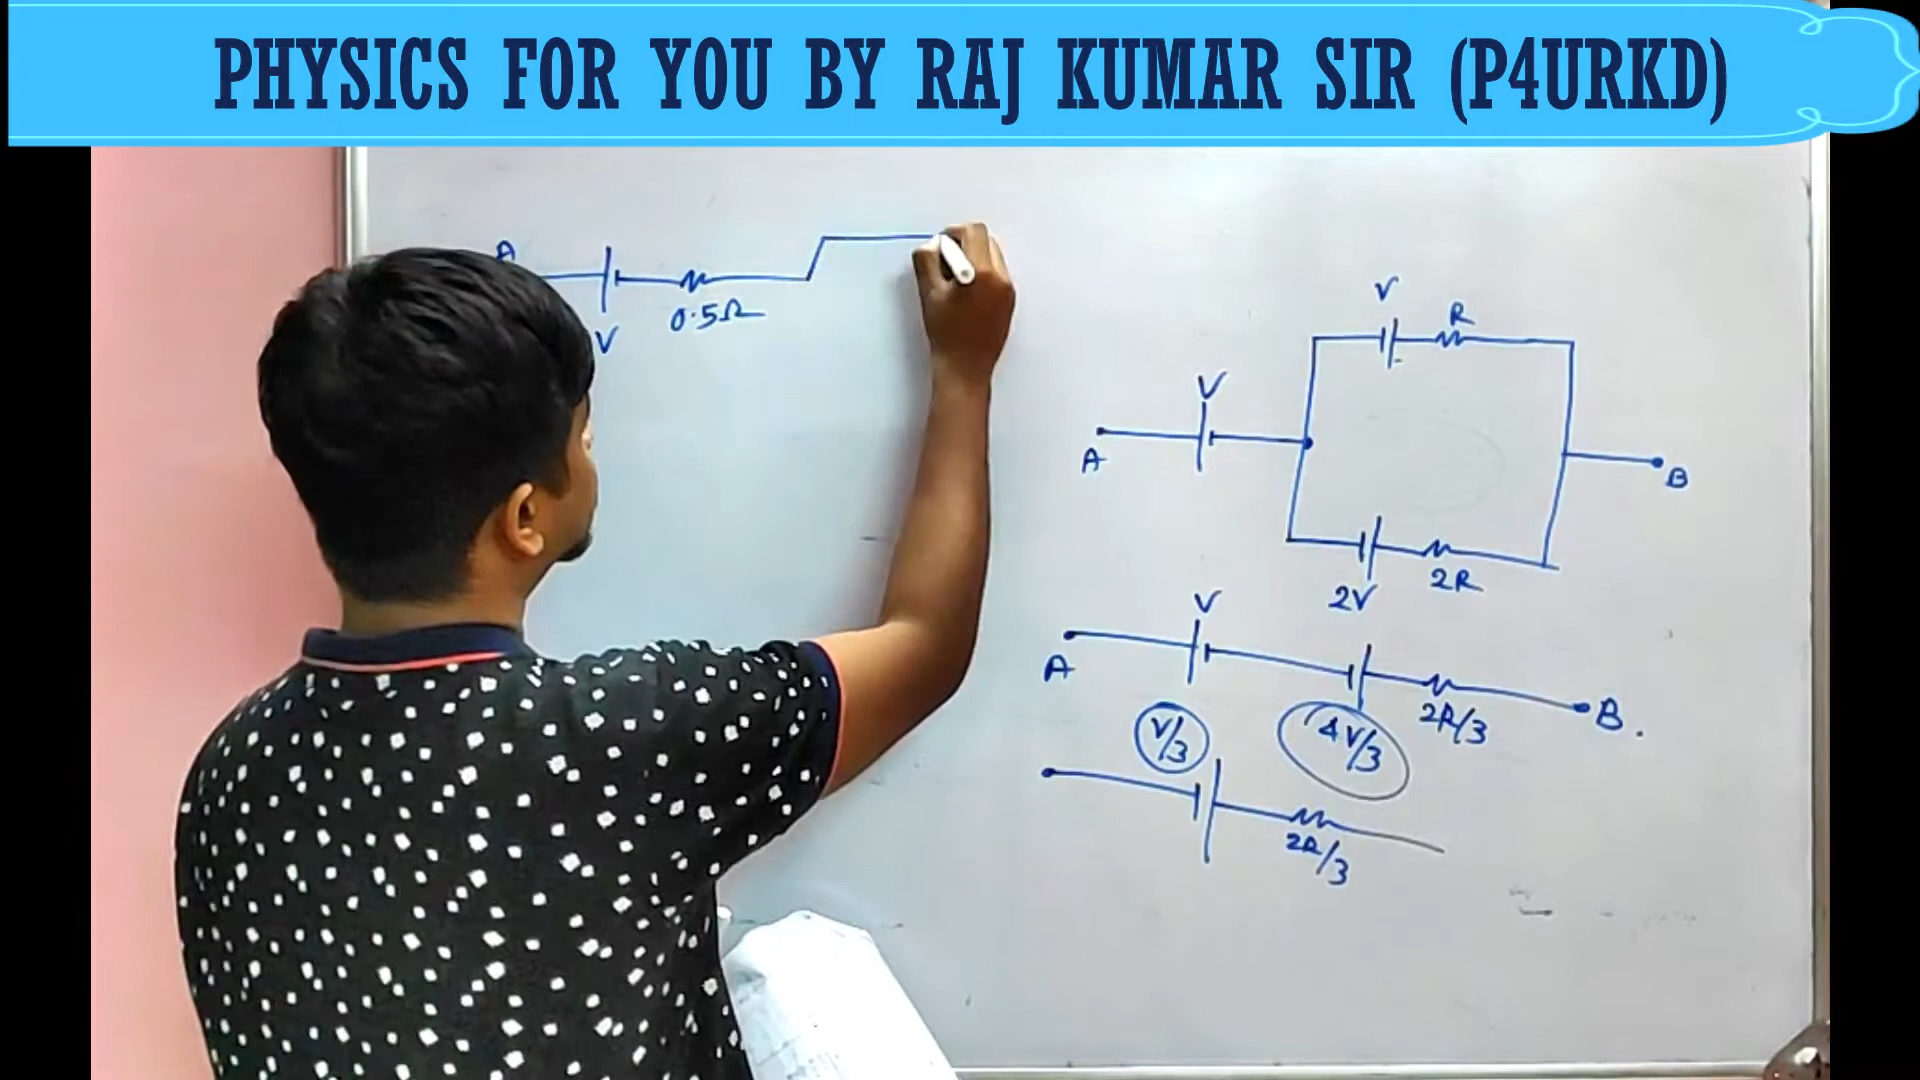 PHYSICS FOR YOU BY RAJ KUMAR SIR (P4URKD)
A
V
0.5Ω
V
R
V
A
B
2V
2R
V
A
2R/3
B.
V/3
4V/3
2R/3